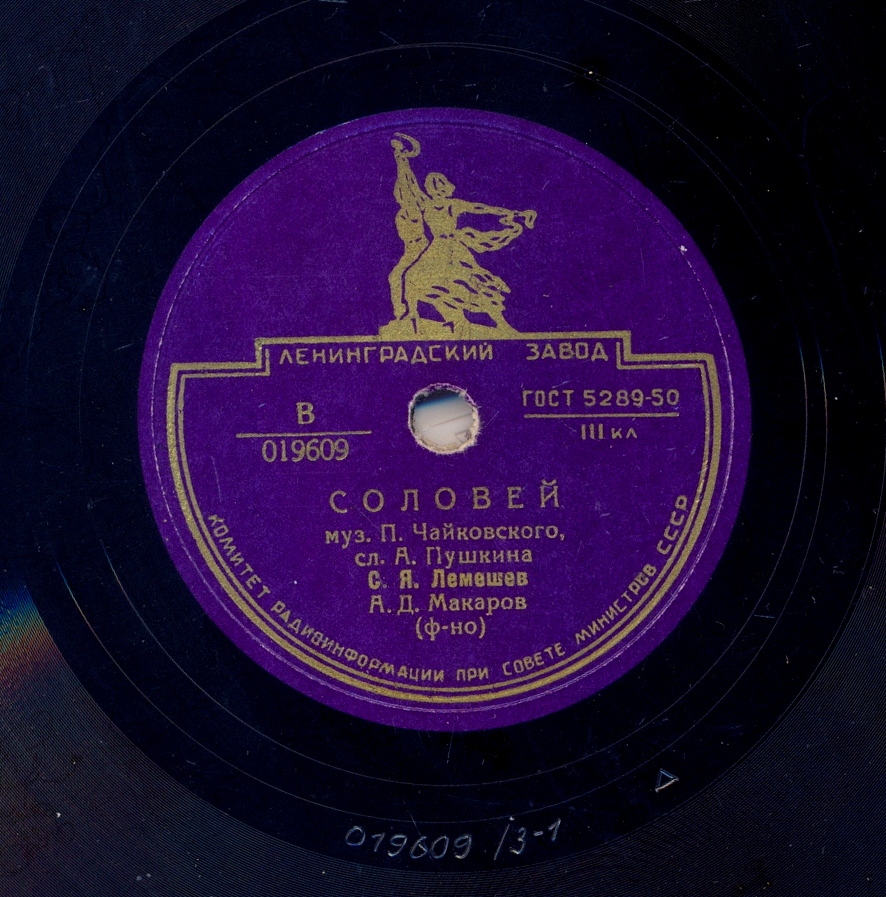 ЛЕНИНГРАДСКИЙ ЗАВОД
В
019609
ГОСТ 5289-50
III кл
СОЛОВЕЙ
муз. П. Чайковского,
сл. А. Пушкина
С. Я. Лемешев
А. Д. Макаров
(ф-но)
КОМИТЕТ РАДИОИНФОРМАЦИИ ПРИ СОВЕТЕ МИНИСТРОВ СССР
019609 /3-1